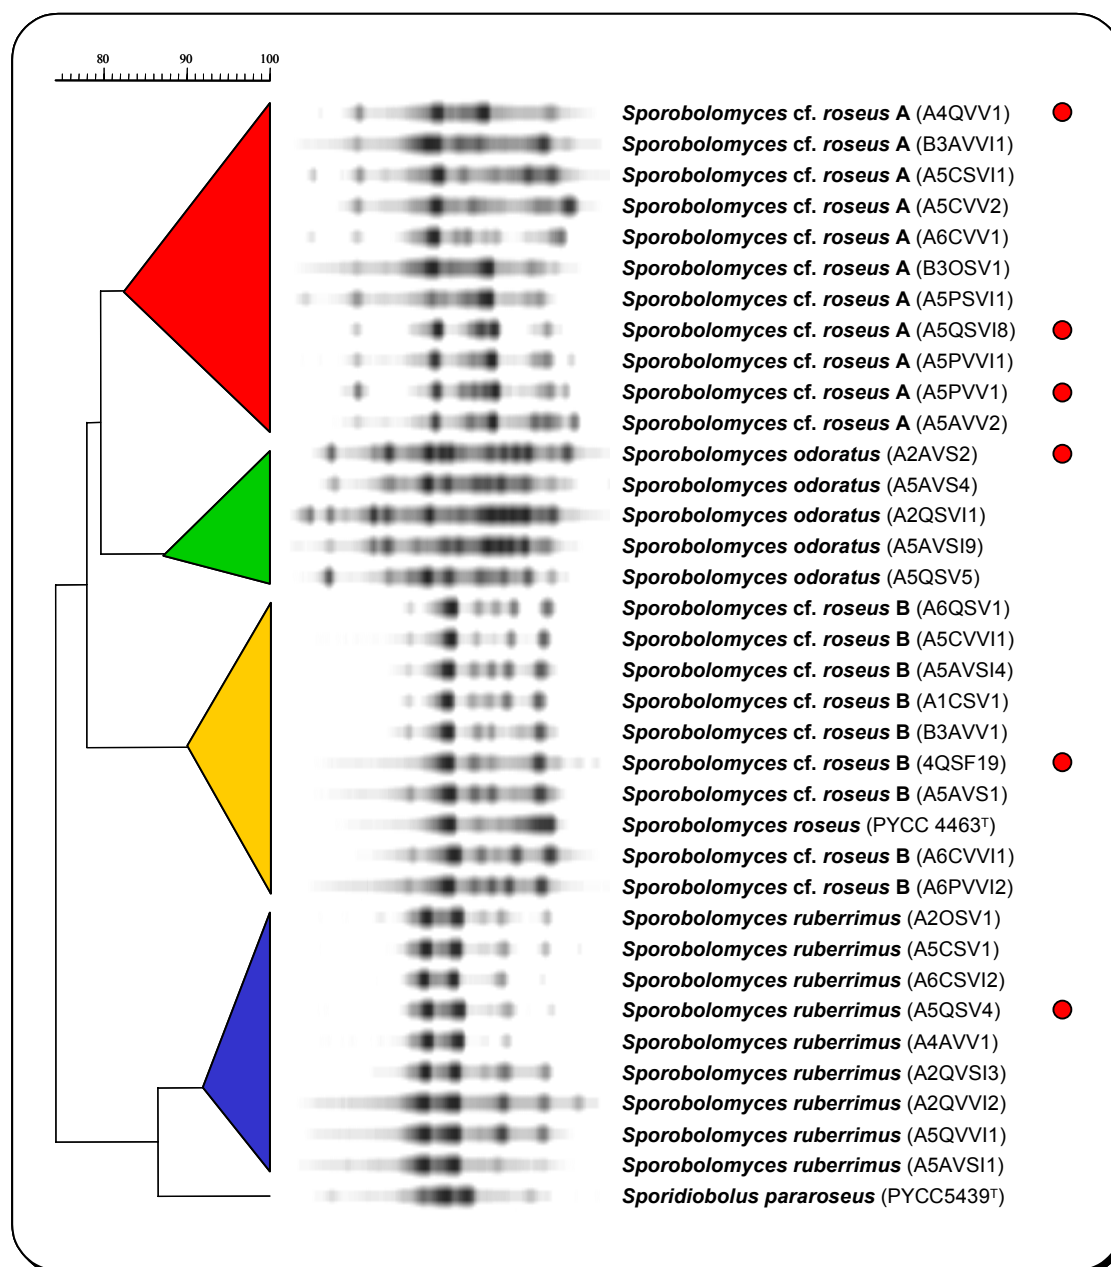 80 90 100
Sporobolomyces cf. roseus A (A4QVV1)
Sporobolomyces cf. roseus A (B3AVVI1)
Sporobolomyces cf. roseus A (A5CSVI1)
Sporobolomyces cf. roseus A (A5CVV2)
Sporobolomyces cf. roseus A (A6CVV1)
Sporobolomyces cf. roseus A (B3OSV1)
Sporobolomyces cf. roseus A (A5PSVI1)
Sporobolomyces cf. roseus A (A5QSVI8)
Sporobolomyces cf. roseus A (A5PVVI1)
Sporobolomyces cf. roseus A (A5PVV1)
Sporobolomyces cf. roseus A (A5AVV2)
Sporobolomyces odoratus (A2AVS2)
Sporobolomyces odoratus (A5AVS4)
Sporobolomyces odoratus (A2QSVI1)
Sporobolomyces odoratus (A5AVSI9)
Sporobolomyces odoratus (A5QSV5)
Sporobolomyces cf. roseus B (A6QSV1)
Sporobolomyces cf. roseus B (A5CVVI1)
Sporobolomyces cf. roseus B (A5AVSI4)
Sporobolomyces cf. roseus B (A1CSV1)
Sporobolomyces cf. roseus B (B3AVV1)
Sporobolomyces cf. roseus B (4QSF19)
Sporobolomyces cf. roseus B (A5AVS1)
Sporobolomyces roseus (PYCC 4463ᵀ)
Sporobolomyces cf. roseus B (A6CVVI1)
Sporobolomyces cf. roseus B (A6PVVI2)
Sporobolomyces ruberrimus (A2OSV1)
Sporobolomyces ruberrimus (A5CSV1)
Sporobolomyces ruberrimus (A6CSVI2)
Sporobolomyces ruberrimus (A5QSV4)
Sporobolomyces ruberrimus (A4AVV1)
Sporobolomyces ruberrimus (A2QVSI3)
Sporobolomyces ruberrimus (A2QVVI2)
Sporobolomyces ruberrimus (A5QVVI1)
Sporobolomyces ruberrimus (A5AVSI1)
Sporidiobolus pararoseus (PYCC5439ᵀ)